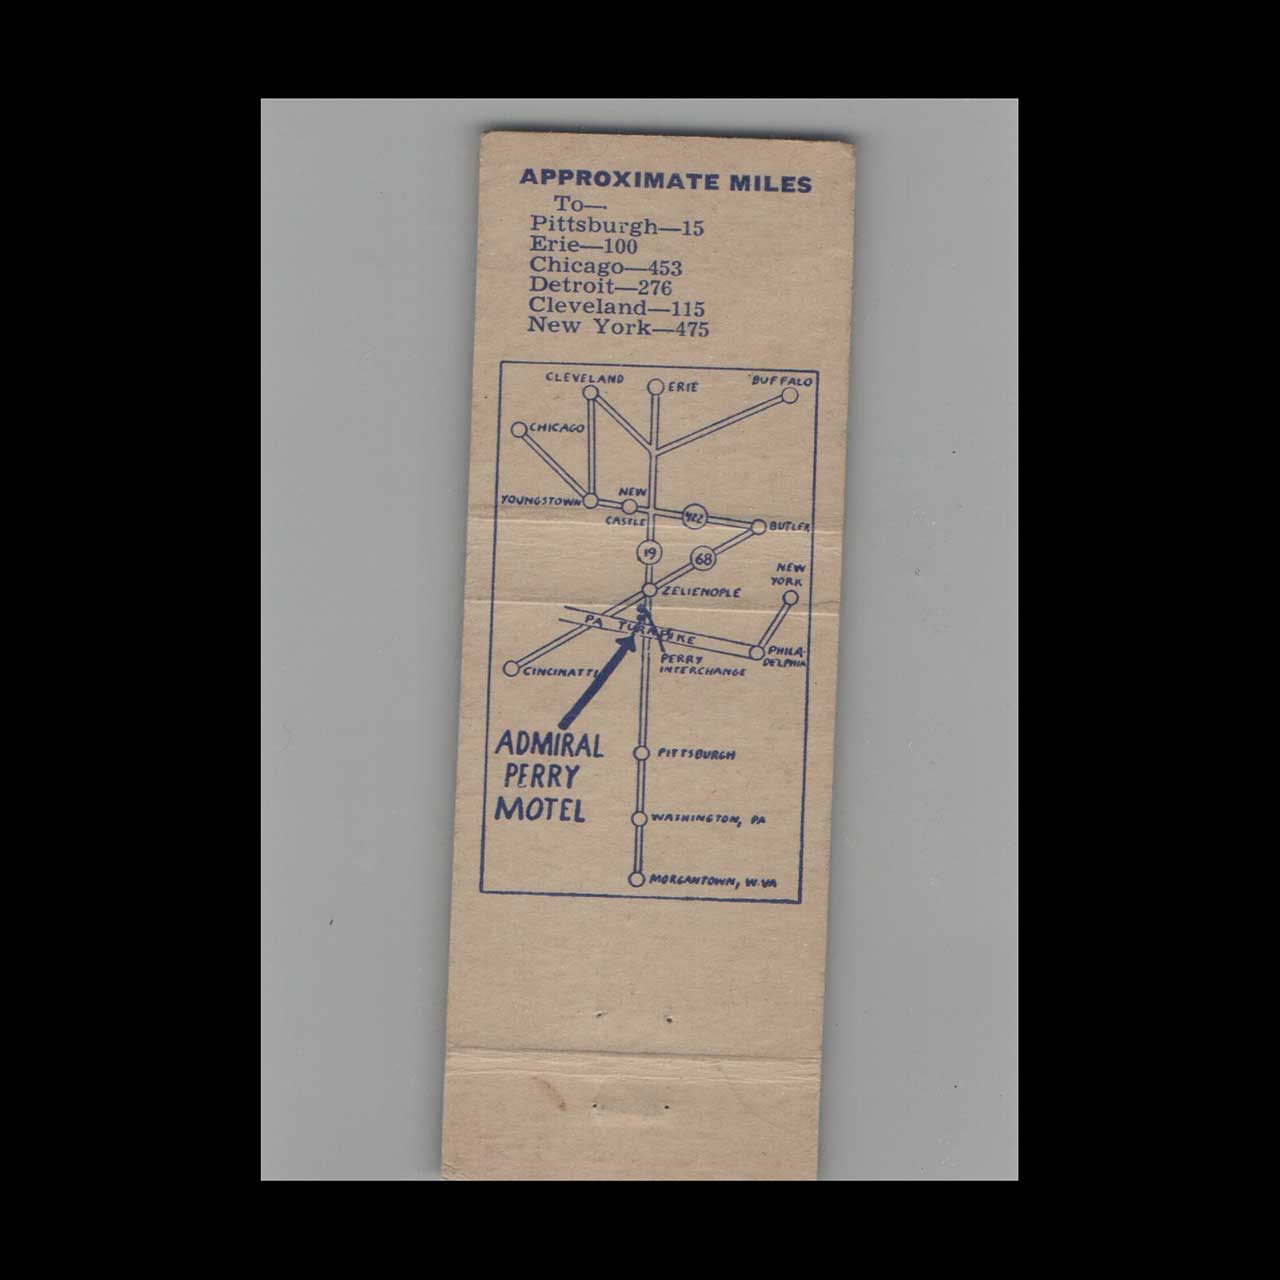 APPROXIMATE MILES
To—
Pittsburgh—15
Erie—100
Chicago—453
Detroit—276
Cleveland—115
New York—475
CLEVELAND
ERIE
BUFFALO
CHICAGO
YOUNGSTOWN
NEW
CASTLE
422
BUTLER
19
68
NEW
YORK
ZELIENOPLE
PA TURNPIKE
PERRY
INTERCHANGE
PHILA-
DELPHIA
CINCINATTI
ADMIRAL
PERRY
MOTEL
PITTSBURGH
WASHINGTON, PA
MORGANTOWN, W.VA